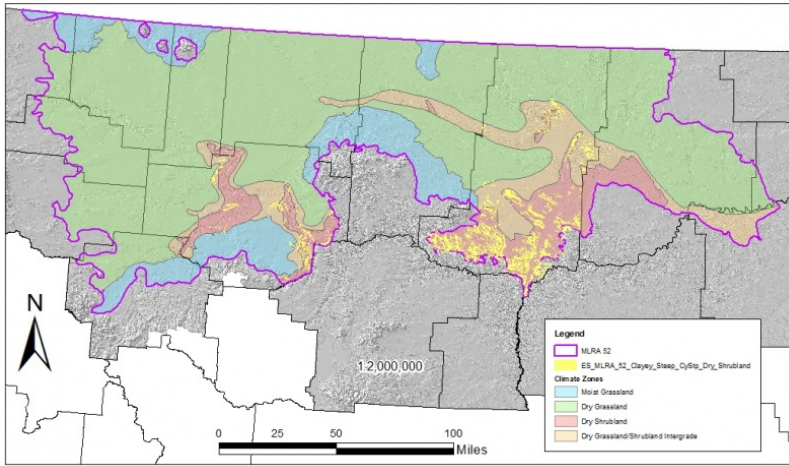 N
1:2,000,000
0 25 50 100
Miles
Legend
MLRA 52
ES_MLRA_52_Clayey_Steep_CyStp_Dry_Shrubland
Climate Zones
Moist Grassland
Dry Grassland
Dry Shrubland
Dry Grassland/Shrubland Intergrade